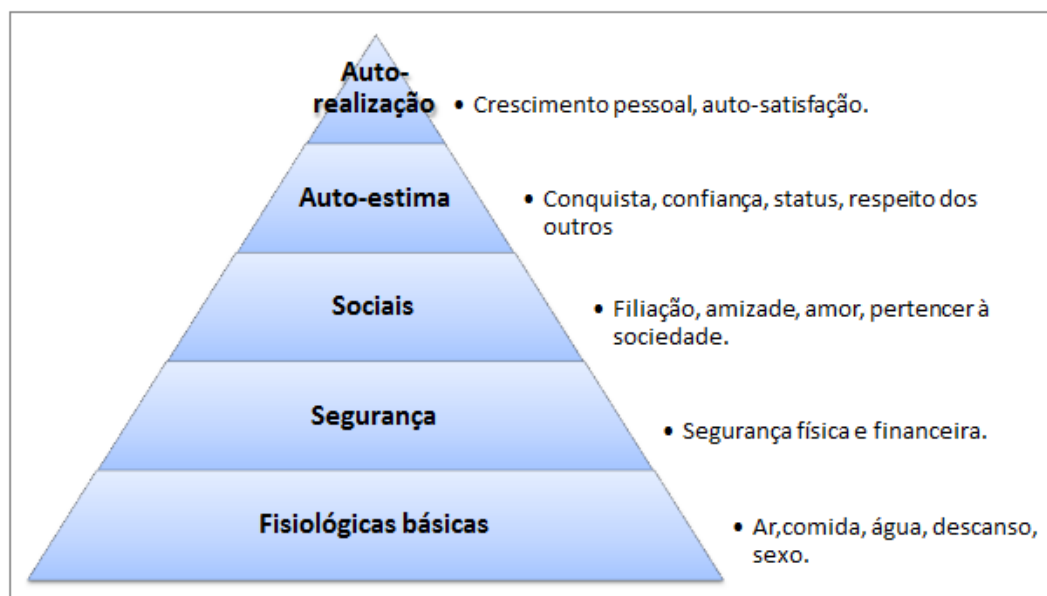 Auto-
realização
• Crescimento pessoal, auto-satisfação.
Auto-estima
• Conquista, confiança, status, respeito dos
outros
Sociais
• Filiação, amizade, amor, pertencer à
sociedade.
Segurança
• Segurança física e financeira.
Fisiológicas básicas
• Ar,comida, água, descanso,
sexo.